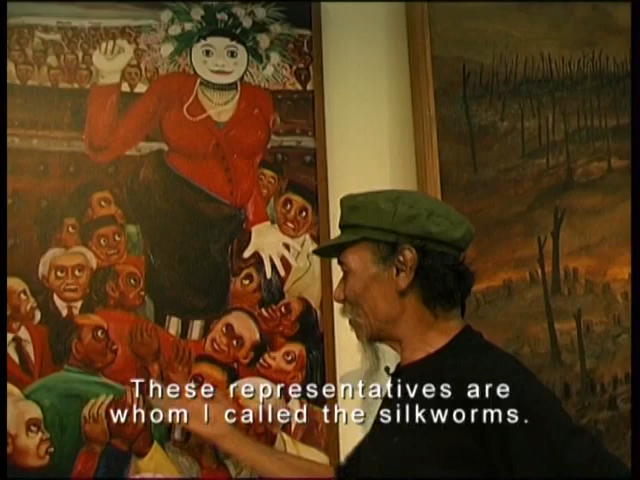 These representatives are
whom I called the silkworms.